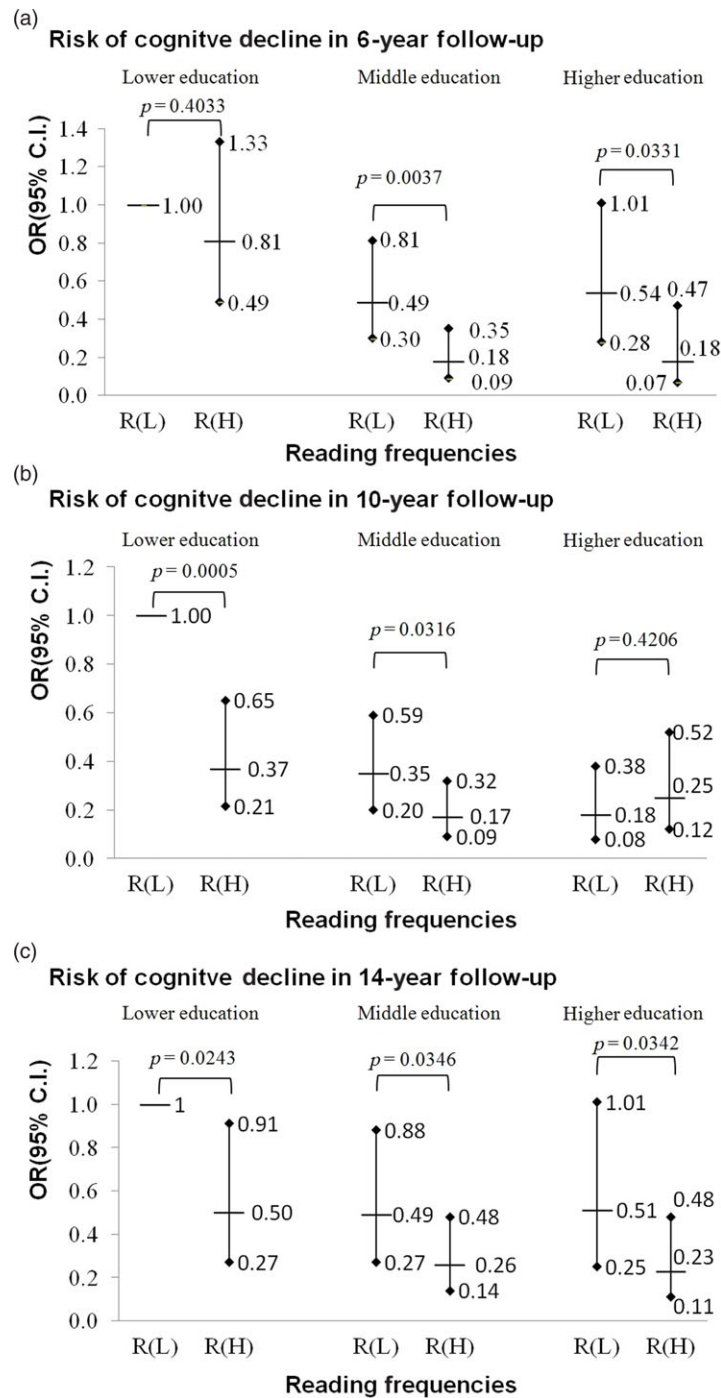 (a)
Risk of cognitve decline in 6-year follow-up
Lower education Middle education Higher education
p = 0.4033
p = 0.0037
p = 0.0331
OR(95% C.I.)
1.4
1.2
1.0
0.8
0.6
0.4
0.2
0.0
1.00
1.33
0.81
0.49
0.81
0.49
0.30
0.35
0.18
0.09
1.01
0.54
0.28
0.47
0.18
0.07
R(L) R(H) R(L) R(H) R(L) R(H)
Reading frequencies
(b)
Risk of cognitve decline in 10-year follow-up
Lower education Middle education Higher education
p = 0.0005
p = 0.0316
p = 0.4206
OR(95% C.I.)
1.2
1.0
0.8
0.6
0.4
0.2
0.0
1.00
0.65
0.37
0.21
0.59
0.35
0.20
0.32
0.17
0.09
0.38
0.18
0.08
0.52
0.25
0.12
R(L) R(H) R(L) R(H) R(L) R(H)
Reading frequencies
(c)
Risk of cognitve decline in 14-year follow-up
Lower education Middle education Higher education
p = 0.0243
p = 0.0346
p = 0.0342
OR(95% C.I.)
1.2
1.0
0.8
0.6
0.4
0.2
0.0
1
0.91
0.50
0.27
0.88
0.49
0.27
0.48
0.26
0.14
1.01
0.51
0.25
0.48
0.23
0.11
R(L) R(H) R(L) R(H) R(L) R(H)
Reading frequencies